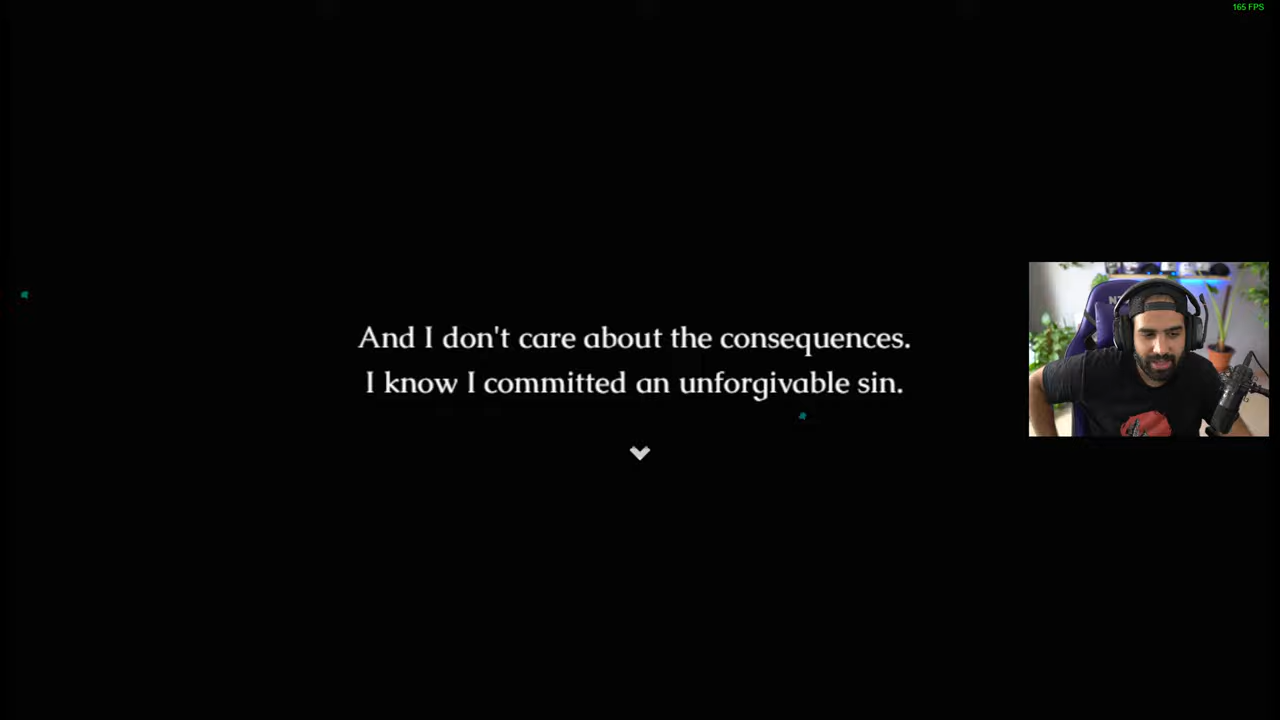 165 FPS
And I don't care about the consequences.
I know I committed an unforgivable sin.